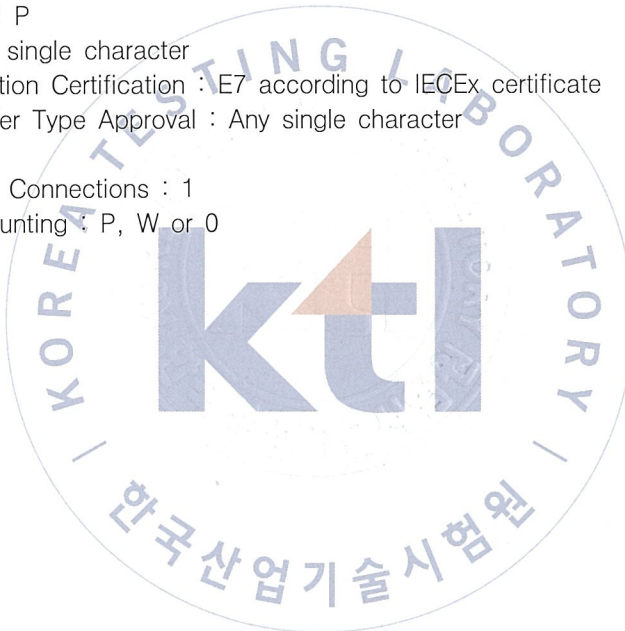 P
single character
tion Certification : E7 according to IECEx certificate
er Type Approval : Any single character
Connections : 1
unting : P, W or 0
KOREA TESTING LABORATORY
ktl
한국산업기술시험원